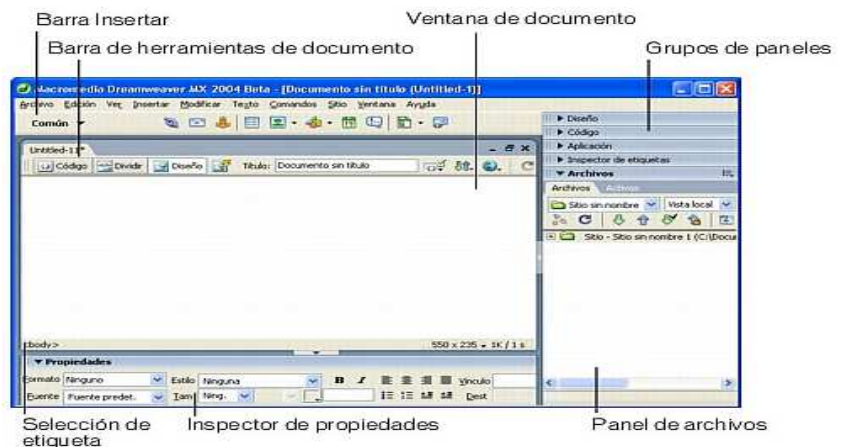 Barra Insertar
Ventana de documento
Barra de herramientas de documento
Grupos de paneles
Macromedia Dreamweaver MX 2004 Beta - [Documento sin título (Untitled-1)]
Archivo Edición Ver Insertar Modificar Texto Comandos Sitio Ventana Ayuda
Común
Diseño
Código
Aplicación
Inspector de etiquetas
Archivos
Untitled-1*
Código Dividir Diseño Título: Documento sin título
Archivos Activos
Sitio sin nombre Vista local
Sitio - Sitio sin nombre 1 (C:\Docu
<body> 550 x 235 1K / 1 s
Propiedades
Formato Ninguno Estilo Ninguna B I Vínculo
Fuente Fuente predet. Tam Ning. Dest
Selección de etiqueta
Inspector de propiedades
Panel de archivos